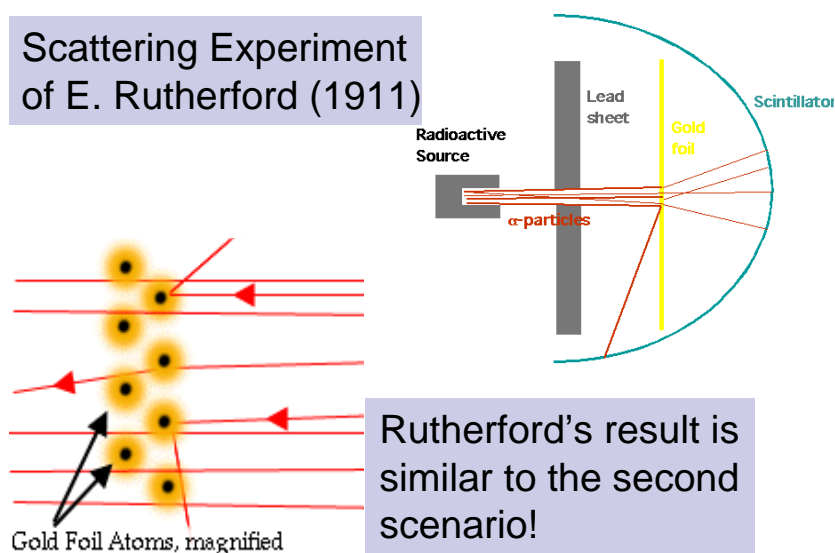 Scattering Experiment
of E. Rutherford (1911)
Radioactive
Source
Lead
sheet
Gold
foil
Scintillator
α-particles
Gold Foil Atoms, magnified
Rutherford’s result is
similar to the second
scenario!